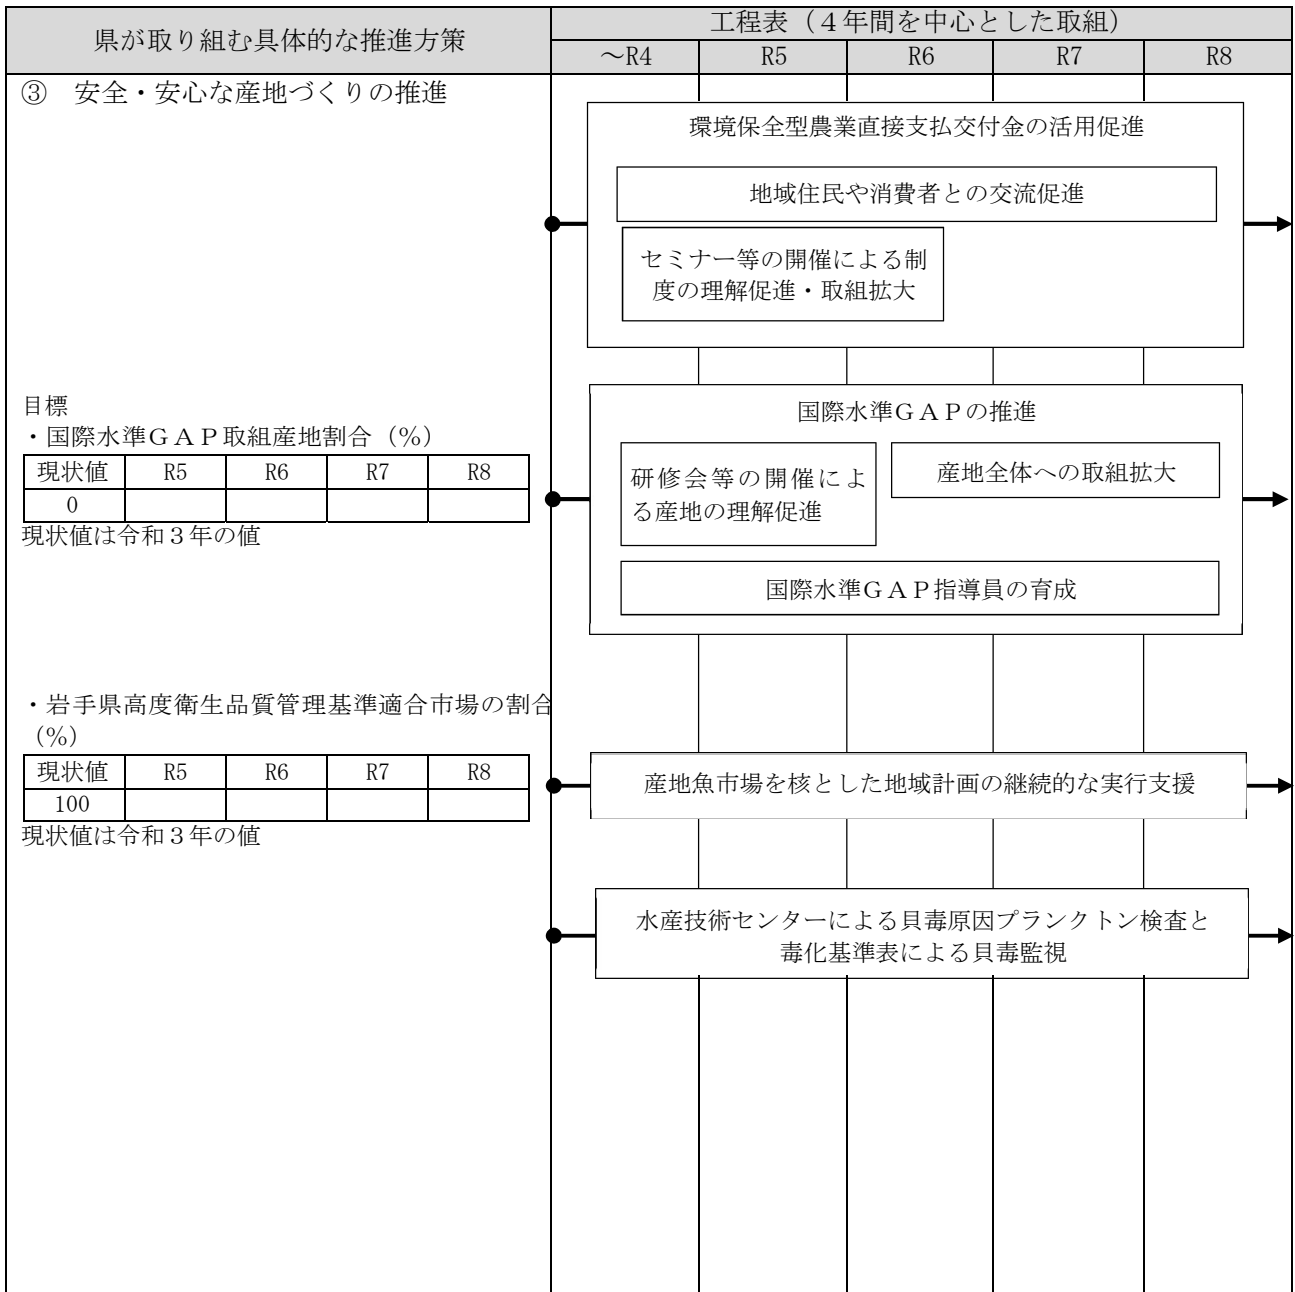 県が取り組む具体的な推進方策
工程表（４年間を中心とした取組）
～R4 R5 R6 R7 R8
③　安全・安心な産地づくりの推進
環境保全型農業直接支払交付金の活用促進
地域住民や消費者との交流促進
セミナー等の開催による制
度の理解促進・取組拡大
目標
・国際水準ＧＡＰ取組産地割合（％）
現状値 R5 R6 R7 R8
0
現状値は令和３年の値
国際水準ＧＡＰの推進
研修会等の開催によ
る産地の理解促進
産地全体への取組拡大
国際水準ＧＡＰ指導員の育成
・岩手県高度衛生品質管理基準適合市場の割合
（％）
現状値 R5 R6 R7 R8
100
現状値は令和３年の値
産地魚市場を核とした地域計画の継続的な実行支援
水産技術センターによる貝毒原因プランクトン検査と
毒化基準表による貝毒監視